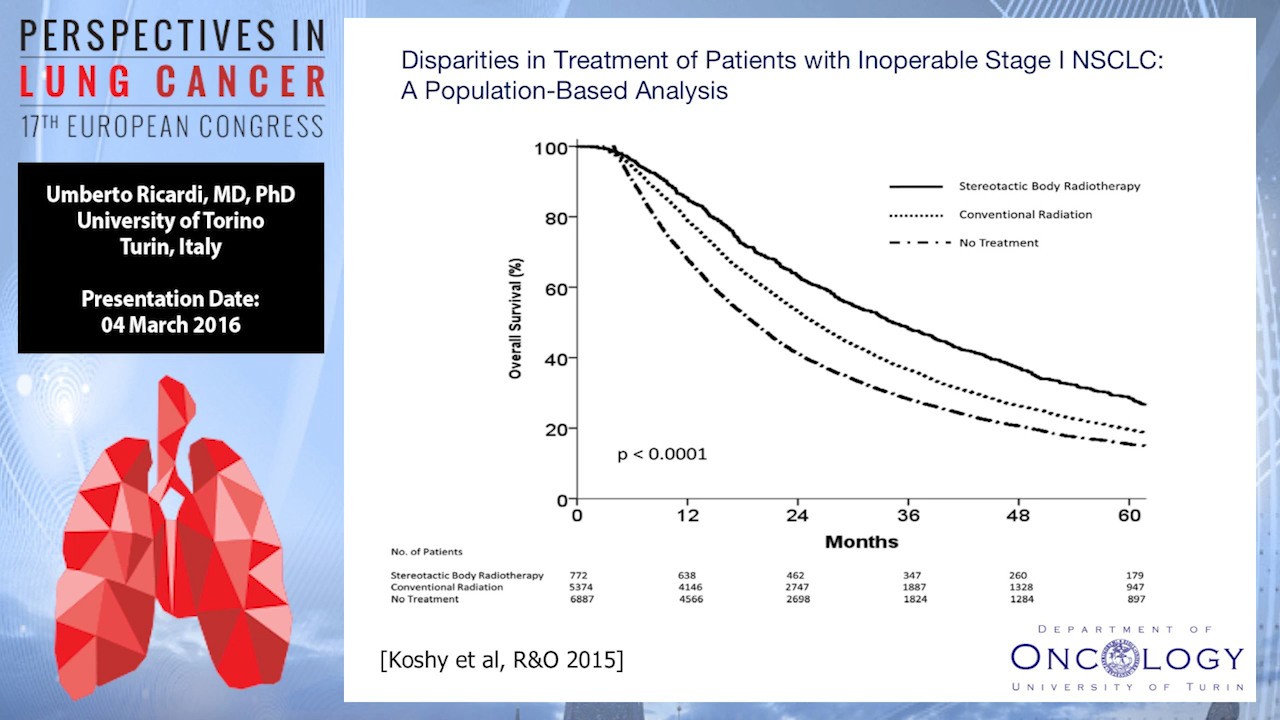 PERSPECTIVES IN
LUNG CANCER
17TH EUROPEAN CONGRESS
Umberto Ricardi, MD, PhD
University of Torino
Turin, Italy
Presentation Date:
04 March 2016
Disparities in Treatment of Patients with Inoperable Stage I NSCLC:
A Population-Based Analysis
Overall Survival (%)
100
80
60
40
20
0
Stereotactic Body Radiotherapy
Conventional Radiation
No Treatment
p < 0.0001
0 12 24 36 48 60
Months
No. of Patients
Stereotactic Body Radiotherapy 772 638 462 347 260 179
Conventional Radiation 5374 4146 2747 1887 1328 947
No Treatment 6887 4566 2698 1824 1284 897
[Koshy et al, R&O 2015]
DEPARTMENT OF
ONCOLOGY
UNIVERSITY OF TURIN